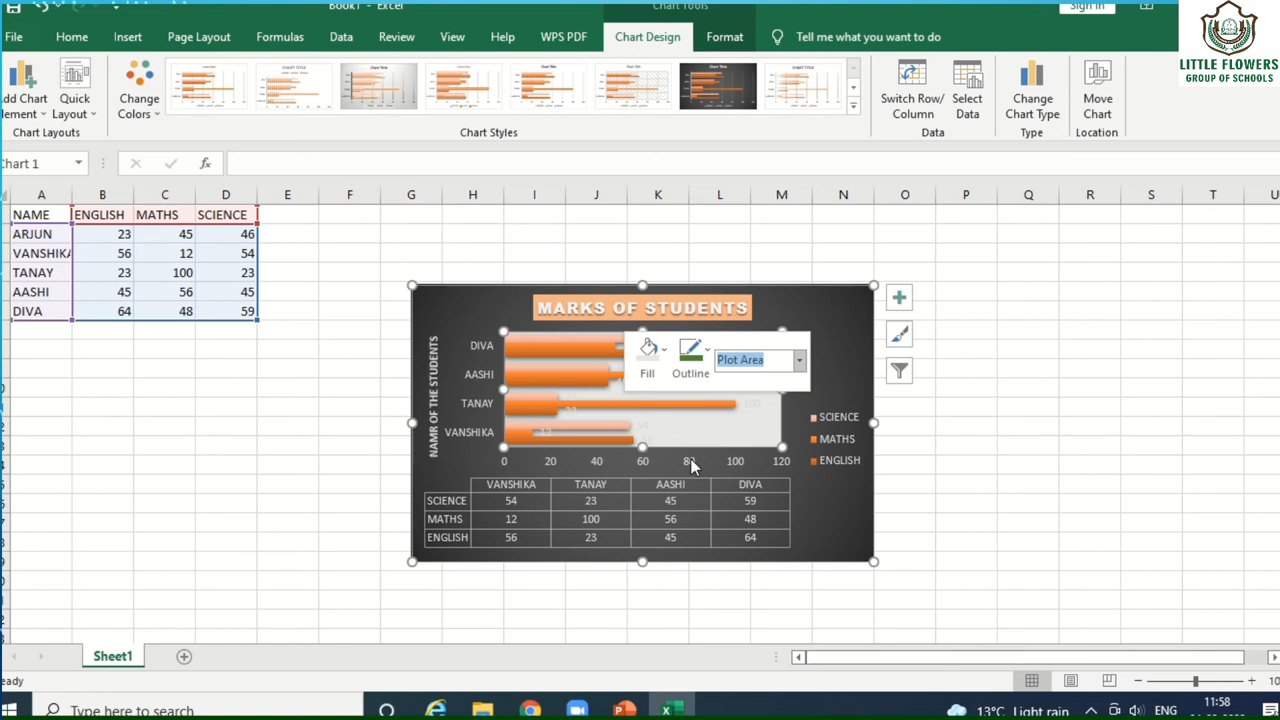 Book1 - Excel
Chart Tools
Sign in
File Home Insert Page Layout Formulas Data Review View Help WPS PDF Chart Design Format Tell me what you want to do
LITTLE FLOWERS
GROUP OF SCHOOLS
Add Chart Element
Quick Layout
Change Colors
Switch Row/ Column
Select Data
Change Chart Type
Move Chart
Chart Layouts
Chart Styles
Data
Type
Location
Chart 1
fx
A B C D E F G H I J K L M N O P Q R S T U
NAME ENGLISH MATHS SCIENCE
ARJUN 23 45 46
VANSHIKA 56 12 54
TANAY 23 100 23
AASHI 45 56 45
DIVA 64 48 59
MARKS OF STUDENTS
NAMR OF THE STUDENTS
DIVA
AASHI
TANAY
VANSHIKA
Fill
Outline
Plot Area
100
23
54
12
SCIENCE
MATHS
ENGLISH
0 20 40 60 80 100 120
VANSHIKA TANAY AASHI DIVA
SCIENCE 54 23 45 59
MATHS 12 100 56 48
ENGLISH 56 23 45 64
Sheet1
eady
10
Type here to search
13°C Light rain
ENG
11:58